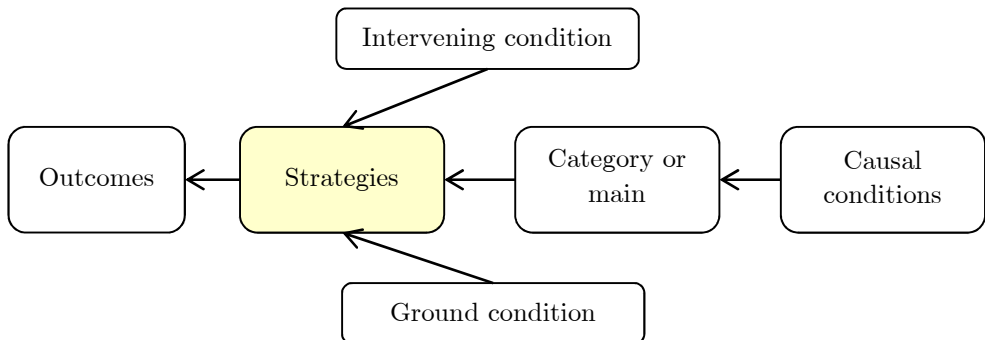 Intervening condition
Outcomes
Strategies
Category or
main
Causal
conditions
Ground condition